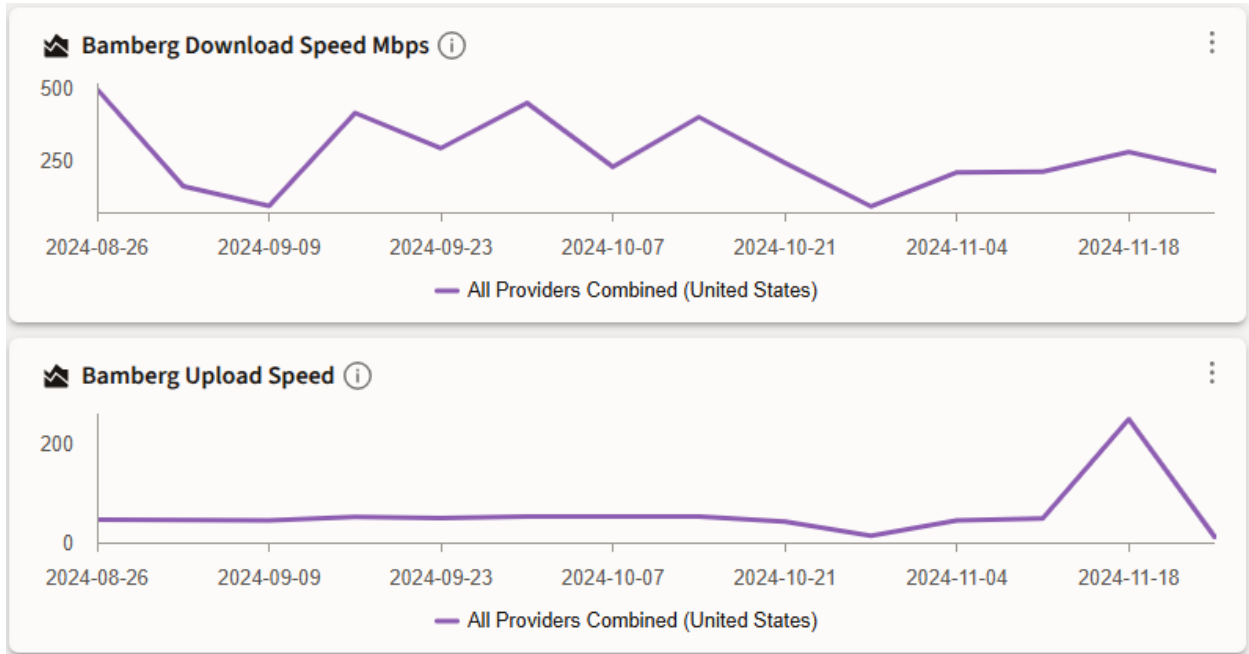 Bamberg Download Speed Mbps
500
250
2024-08-26 2024-09-09 2024-09-23 2024-10-07 2024-10-21 2024-11-04 2024-11-18
All Providers Combined (United States)
Bamberg Upload Speed
200
0
2024-08-26 2024-09-09 2024-09-23 2024-10-07 2024-10-21 2024-11-04 2024-11-18
All Providers Combined (United States)